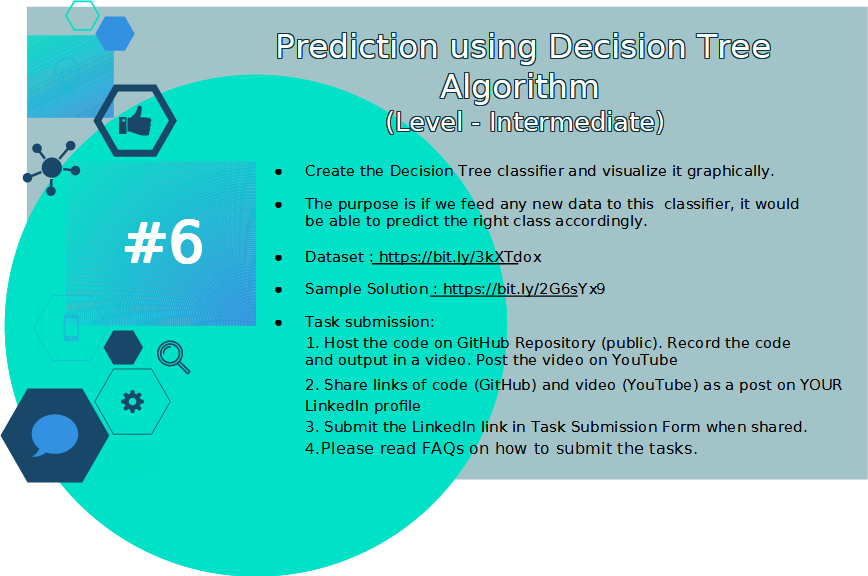 Prediction using Decision Tree
Algorithm
(Level - Intermediate)
#6
● Create the Decision Tree classifier and visualize it graphically.
● The purpose is if we feed any new data to this  classifier, it would
be able to predict the right class accordingly.
● Dataset : https://bit.ly/3kXTdox
● Sample Solution : https://bit.ly/2G6sYx9
● Task submission:
1. Host the code on GitHub Repository (public). Record the code
and output in a video. Post the video on YouTube
2. Share links of code (GitHub) and video (YouTube) as a post on YOUR
LinkedIn profile
3. Submit the LinkedIn link in Task Submission Form when shared.
4.Please read FAQs on how to submit the tasks.